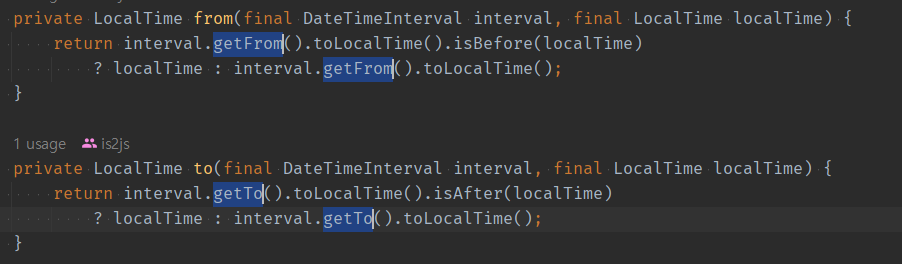 private LocalTime from(final DateTimeInterval interval, final LocalTime localTime) {
return interval.getFrom().toLocalTime().isBefore(localTime)
? localTime : interval.getFrom().toLocalTime();
}
1 usage is2js
private LocalTime to(final DateTimeInterval interval, final LocalTime localTime) {
return interval.getTo().toLocalTime().isAfter(localTime)
? localTime : interval.getTo().toLocalTime();
}